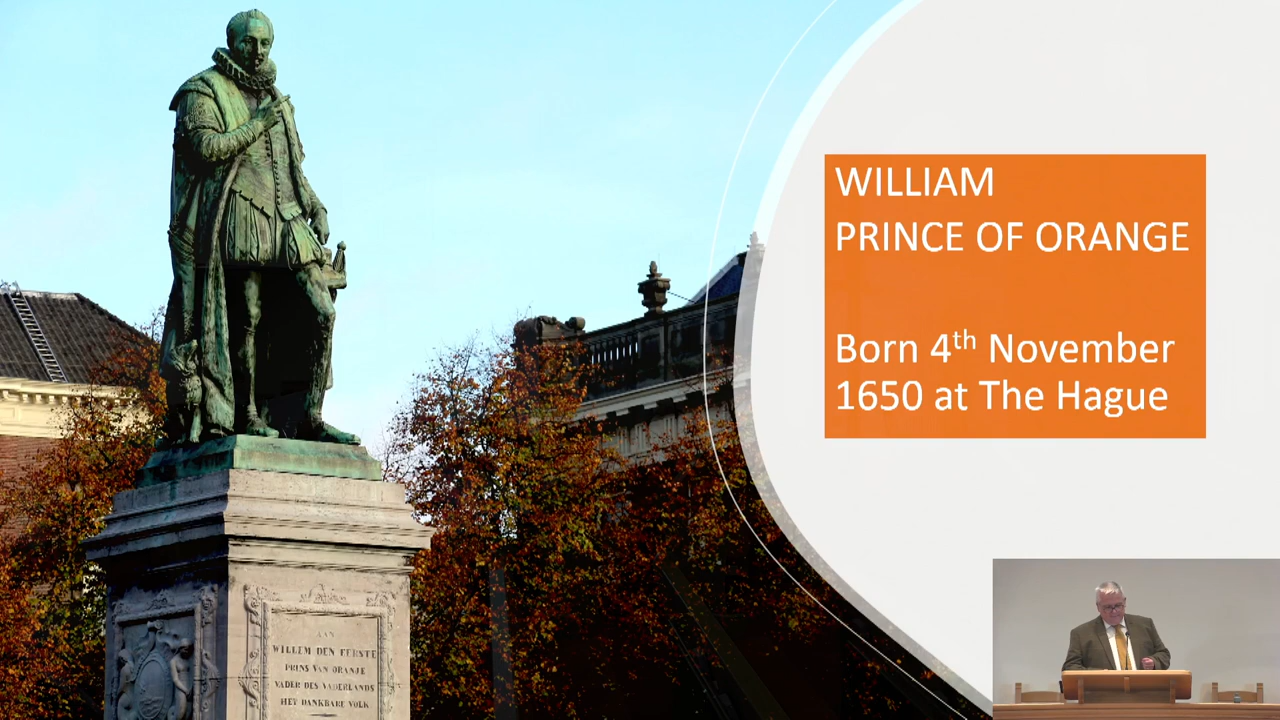 WILLIAM
PRINCE OF ORANGE
Born 4th November
1650 at The Hague
AAN
WILLEM DEN EERSTE
PRINS VAN ORANJE
VADER DES VADERLANDS
HET DANKBARE VOLK